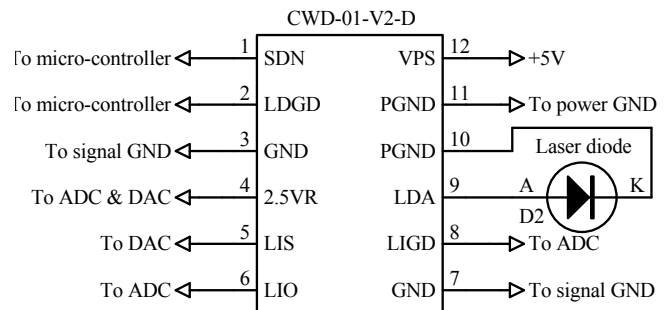 CWD-01-V2-D
To micro-controller 1 SDN VPS 12 +5V
To micro-controller 2 LDGD PGND 11 To power GND
To signal GND 3 GND PGND 10 Laser diode
To ADC & DAC 4 2.5VR LDA 9 A K
D2
To DAC 5 LIS LIGD 8 To ADC
To ADC 6 LIO GND 7 To signal GND